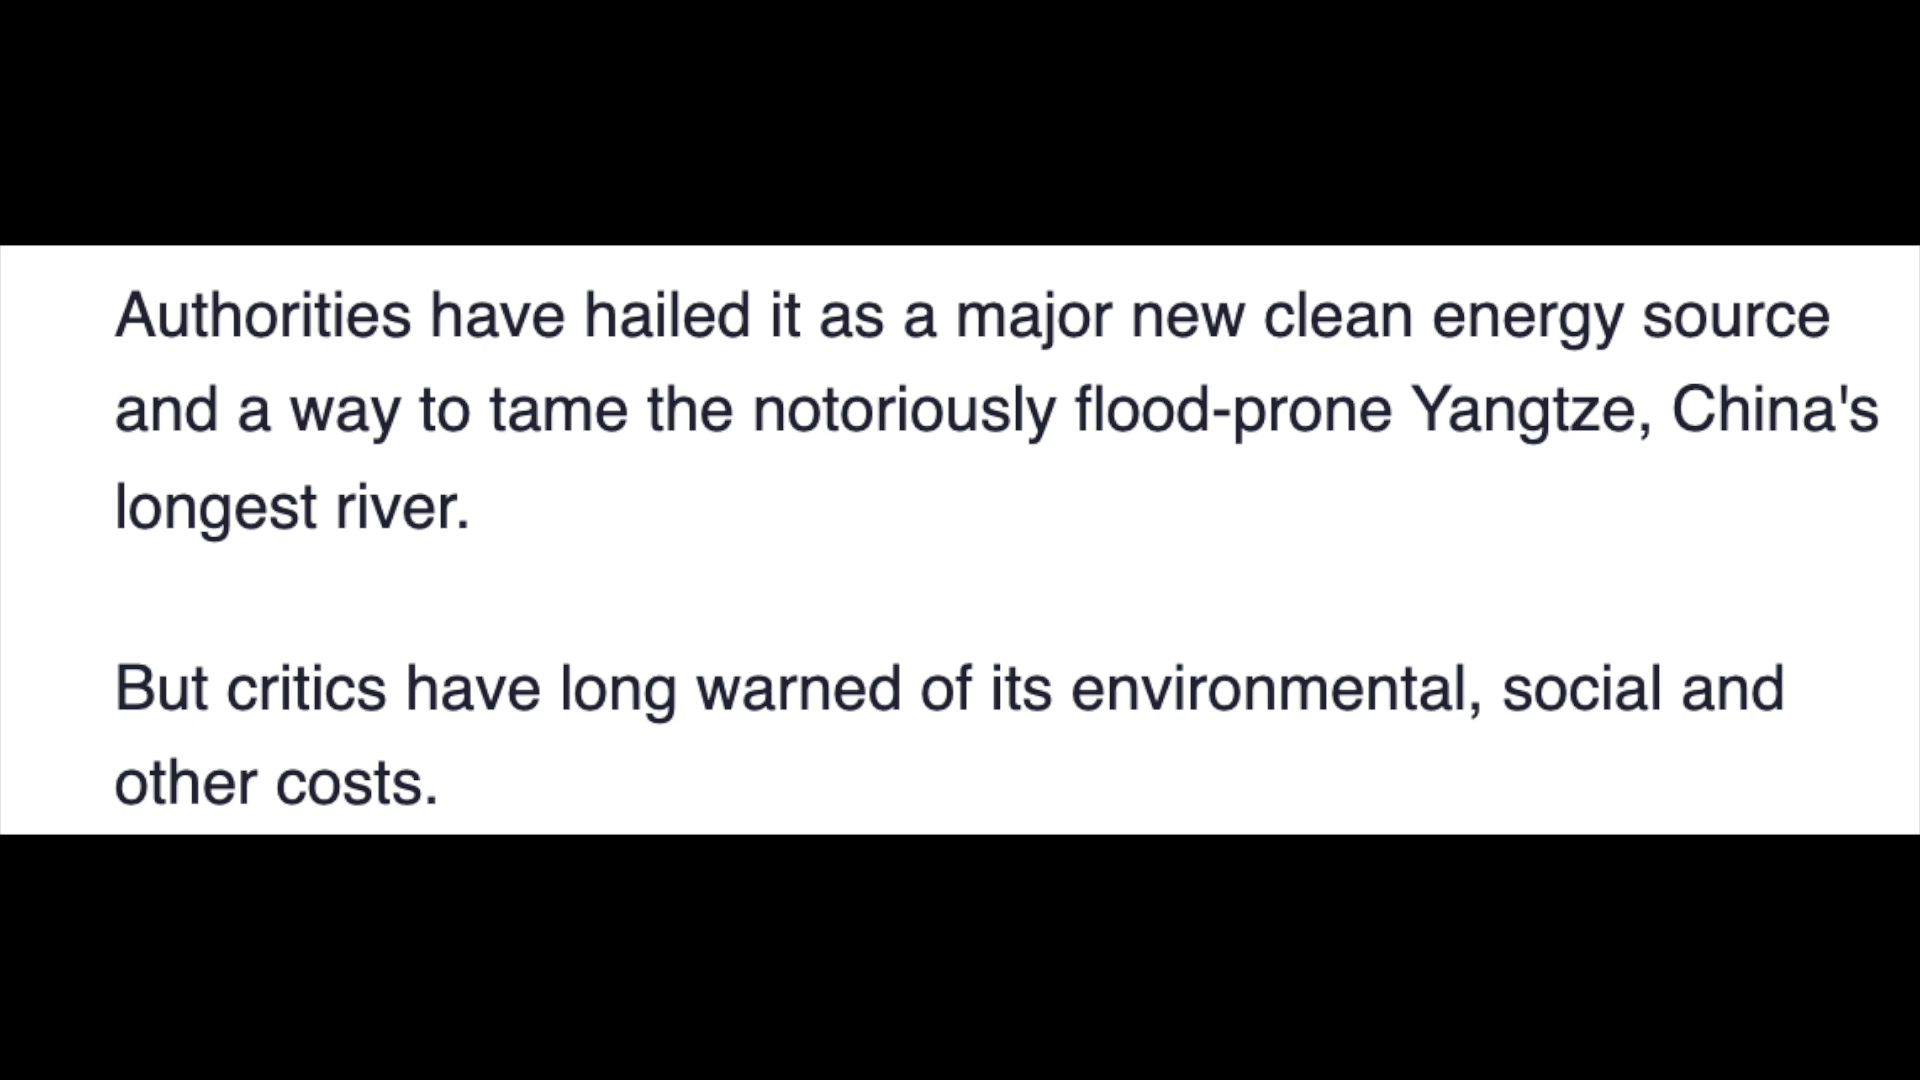 Authorities have hailed it as a major new clean energy source
and a way to tame the notoriously flood-prone Yangtze, China's
longest river.
But critics have long warned of its environmental, social and
other costs.